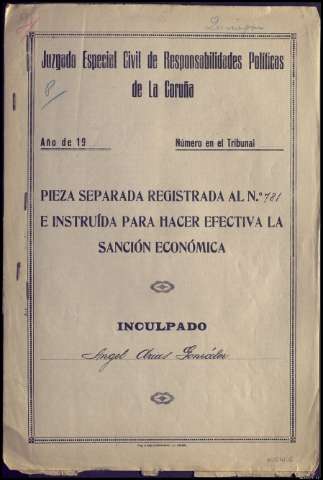 Juzgado Especial Civil de Responsabilidades Políticas
de La Coruña
8
Año de 19
Número en el Tribunal
PIEZA SEPARADA REGISTRADA AL N.º 781
E INSTRUÍDA PARA HACER EFECTIVA LA
SANCIÓN ECONÓMICA
INCULPADO
Angel Arias González